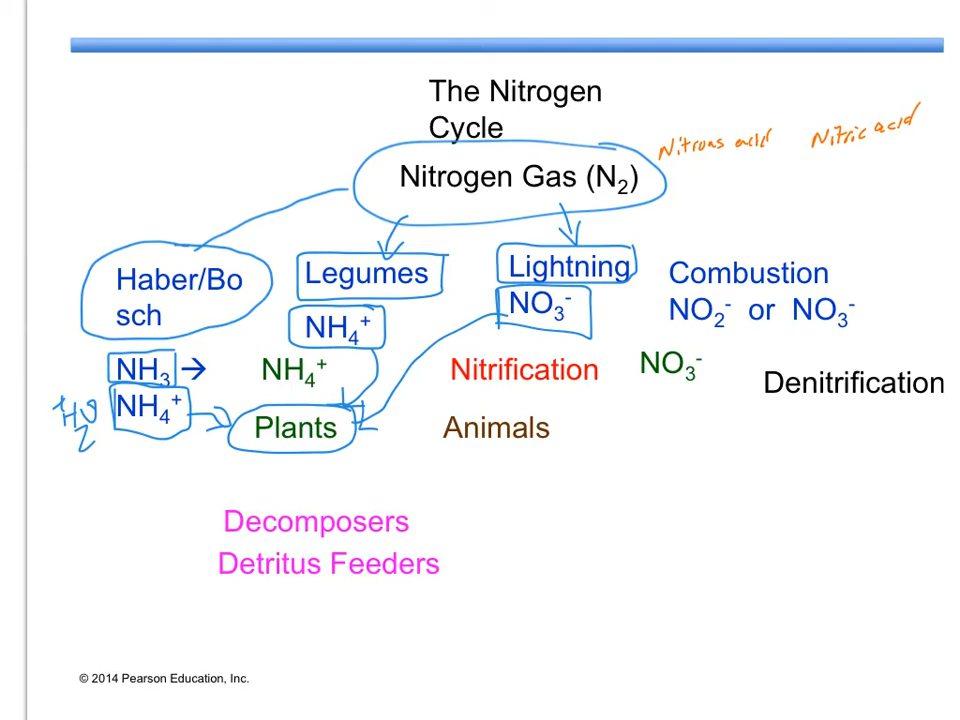 The Nitrogen
Cycle
Nitrous acid Nitric acid
Nitrogen Gas (N₂)
Haber/Bo
sch
Legumes
Lightning
Combustion
NH₄⁺
NO₃⁻
NO₂⁻ or NO₃⁻
NH₃ →
NH₄⁺
Nitrification
NO₃⁻
Denitrification
NH₄⁺
Plants
Animals
Decomposers
Detritus Feeders
© 2014 Pearson Education, Inc.